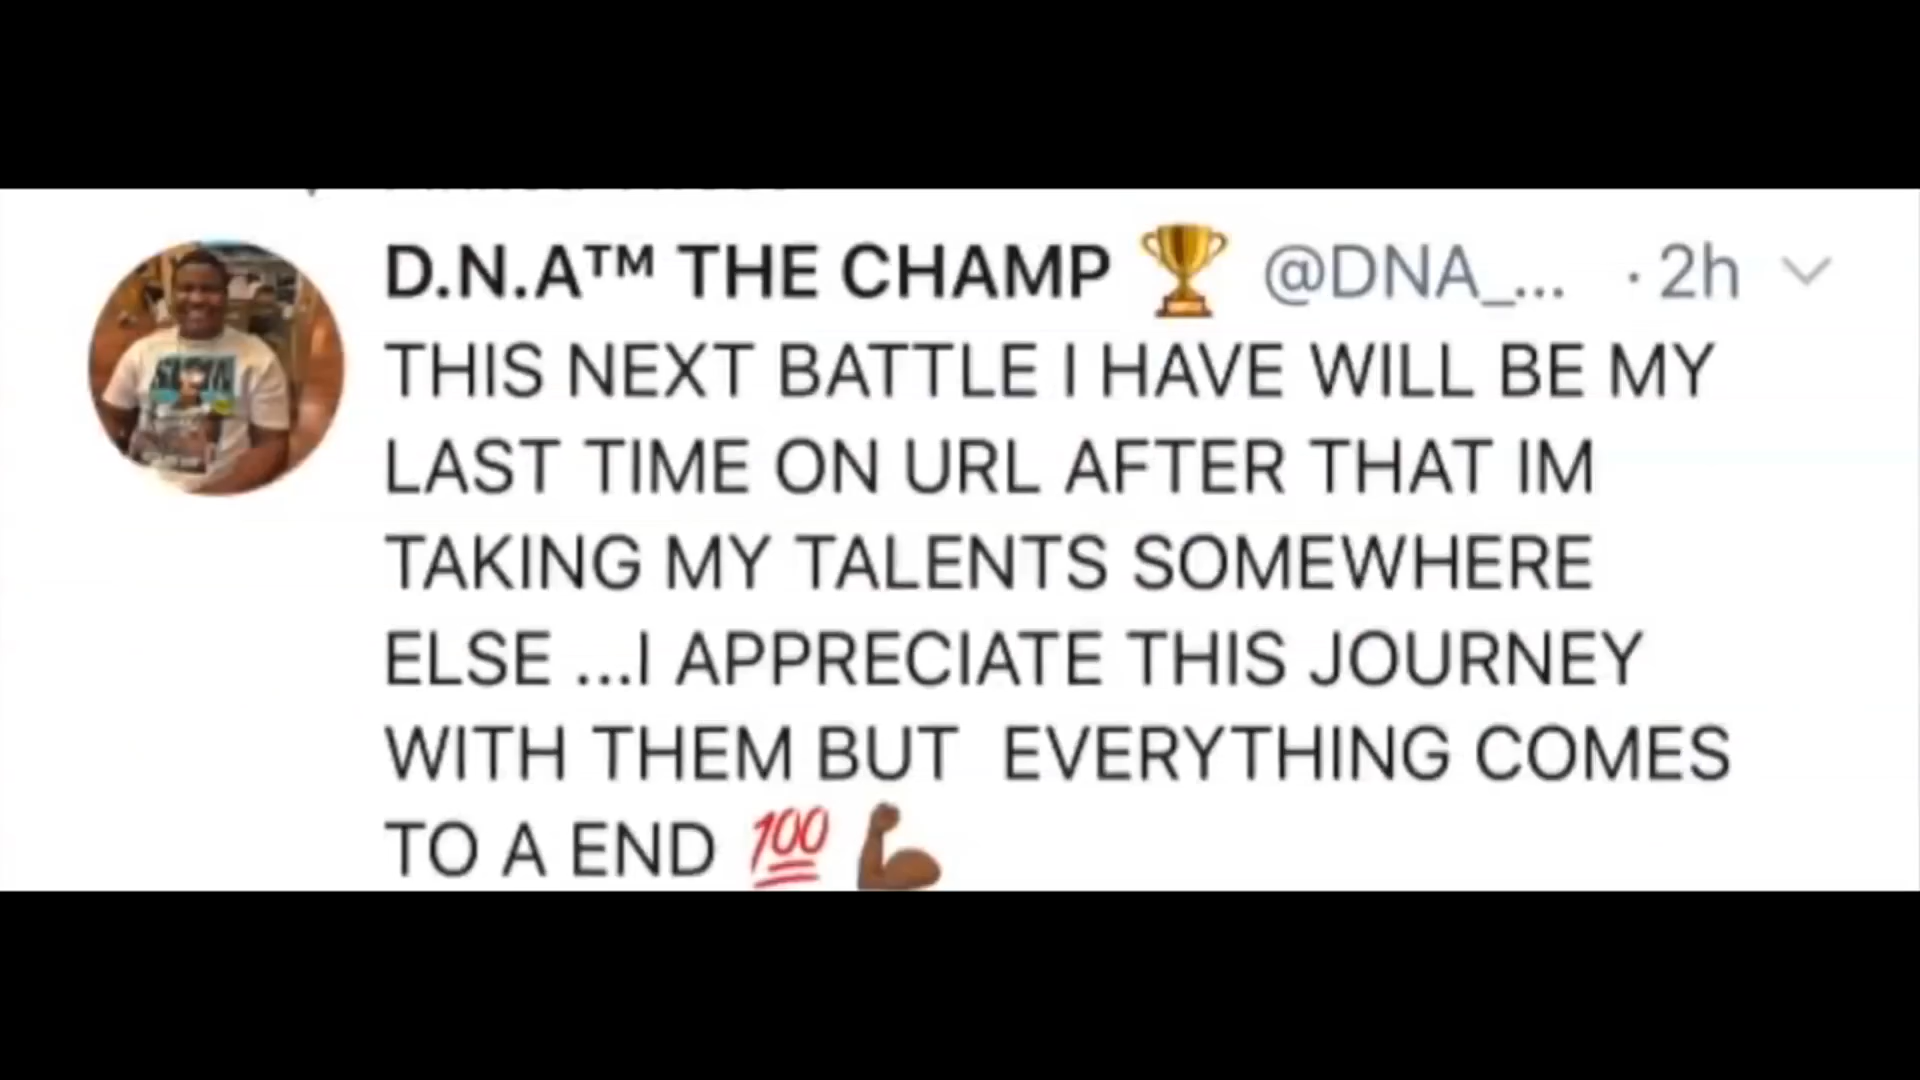 D.N.A™ THE CHAMP 🏆 @DNA_... · 2h
THIS NEXT BATTLE I HAVE WILL BE MY
LAST TIME ON URL AFTER THAT IM
TAKING MY TALENTS SOMEWHERE
ELSE ...I APPRECIATE THIS JOURNEY
WITH THEM BUT  EVERYTHING COMES
TO A END 💯 💪🏾